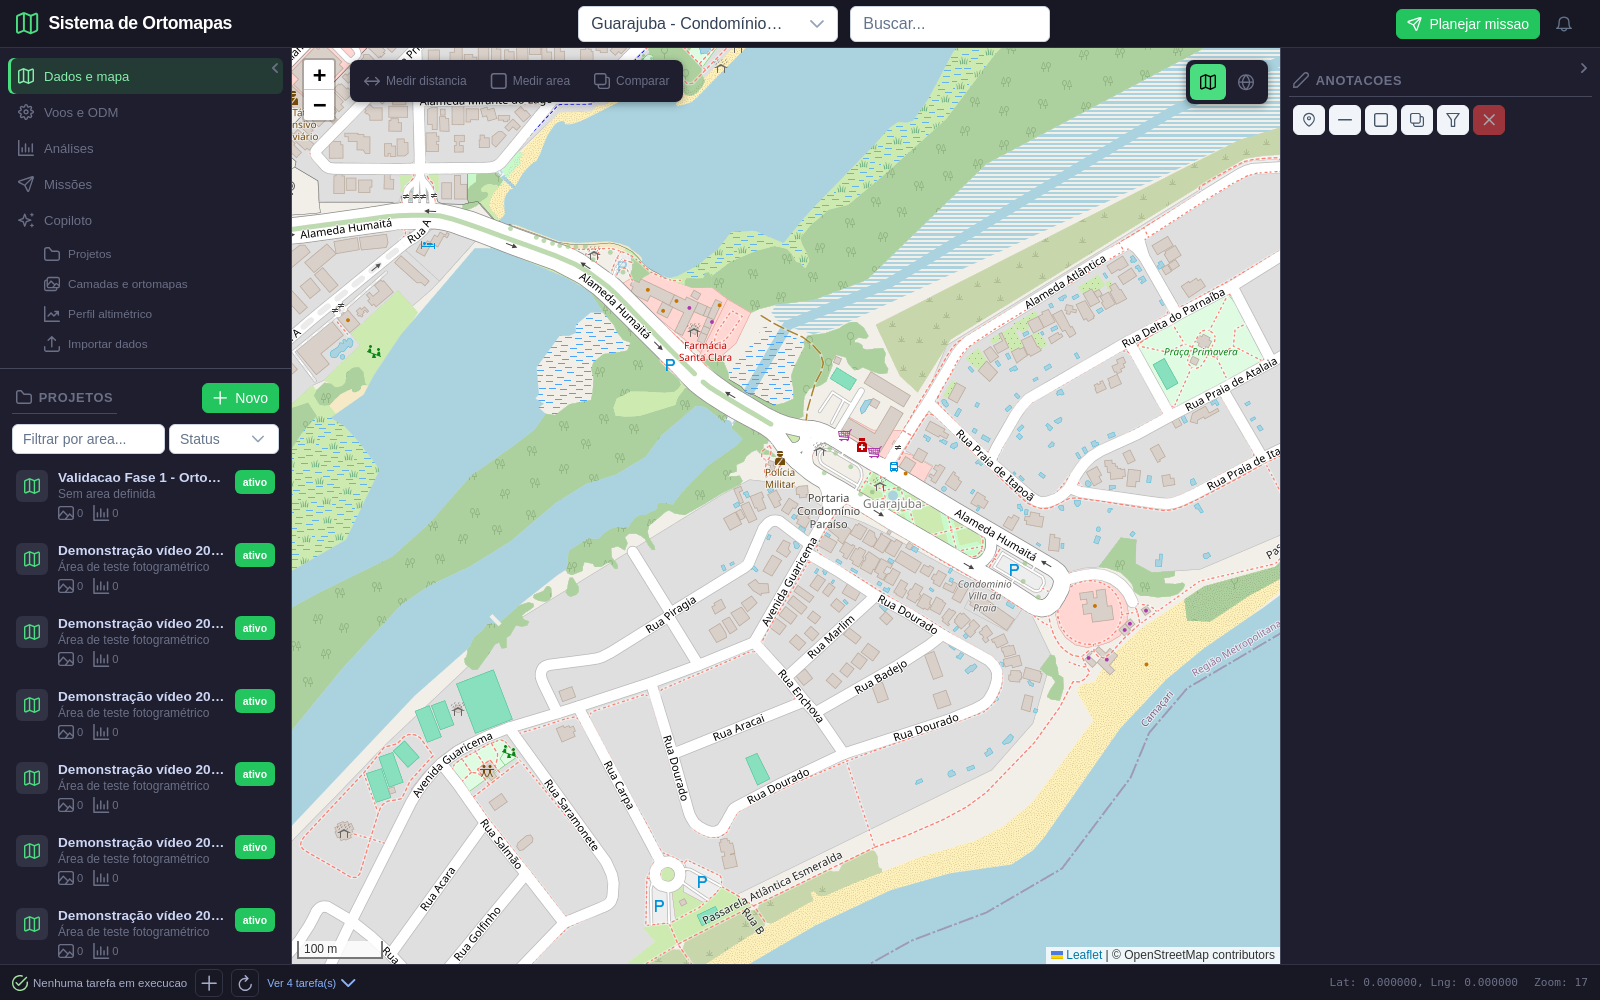 Sistema de Ortomapas
Guarajuba - Condomínio…
Buscar...
Planejar missao
Dados e mapa
Voos e ODM
Análises
Missões
Copiloto
Projetos
Camadas e ortomapas
Perfil altimétrico
Importar dados
PROJETOS
Novo
Filtrar por area...
Status
Validacao Fase 1 - Orto…
ativo
Sem area definida
0 0
Demonstração vídeo 20…
ativo
Área de teste fotogramétrico
0 0
Demonstração vídeo 20…
ativo
Área de teste fotogramétrico
0 0
Demonstração vídeo 20…
ativo
Área de teste fotogramétrico
0 0
Demonstração vídeo 20…
ativo
Área de teste fotogramétrico
0 0
Demonstração vídeo 20…
ativo
Área de teste fotogramétrico
0 0
Demonstração vídeo 20…
ativo
Área de teste fotogramétrico
0 0
+
−
Medir distancia
Medir area
Comparar
Alameda Mirante do Lago
Alameda Humaitá
Rua A
Alameda Humaitá
Farmácia
Santa Clara
P
Alameda Atlântica
Rua Delta do Parnaíba
Praça Primavera
Rua Praia de Atalaia
Rua Praia de Itapoã
Rua Praia de Ita
Polícia
Militar
Portaria
Condomínio
Paraíso
Guarajuba
Alameda Humaitá
P
Condomínio
Villa da
Praia
Avenida Guaricema
Rua Piragia
Rua Dourado
Rua Marlim
Rua Badejo
Rua Enchova
Rua Aracai
Rua Dourado
Rua Dourado
Rua Dourado
Avenida Guaricema
Rua Carpa
Rua Saramonete
Rua Salmão
Rua Acara
Rua Golfinho
Rua
P
P
Passarela Atlântica Esmeralda
Rua B
Região Metropolitana
Camaçari
100 m
Leaflet | © OpenStreetMap contributors
ANOTACOES
Nenhuma tarefa em execucao
Ver 4 tarefa(s)
Lat: 0.000000, Lng: 0.000000
Zoom: 17